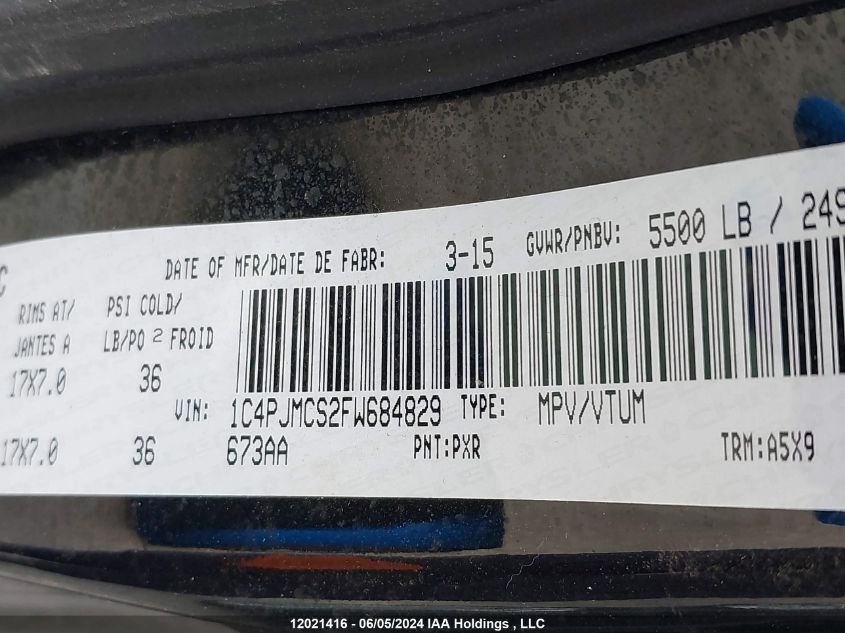 DATE OF MFR/DATE DE FABR: 3-15 GVWR/PNBV: 5500 LB /
RIMS AT/ PSI COLD/
JANTES A LB/PO 2 FROID
17X7.0 36
VIN: 1C4PJMCS2FW684829 TYPE: MPV/VTUM
17X7.0 36 673AA PNT:PXR TRM:A5X9
12021416 - 06/05/2024 IAA Holdings , LLC